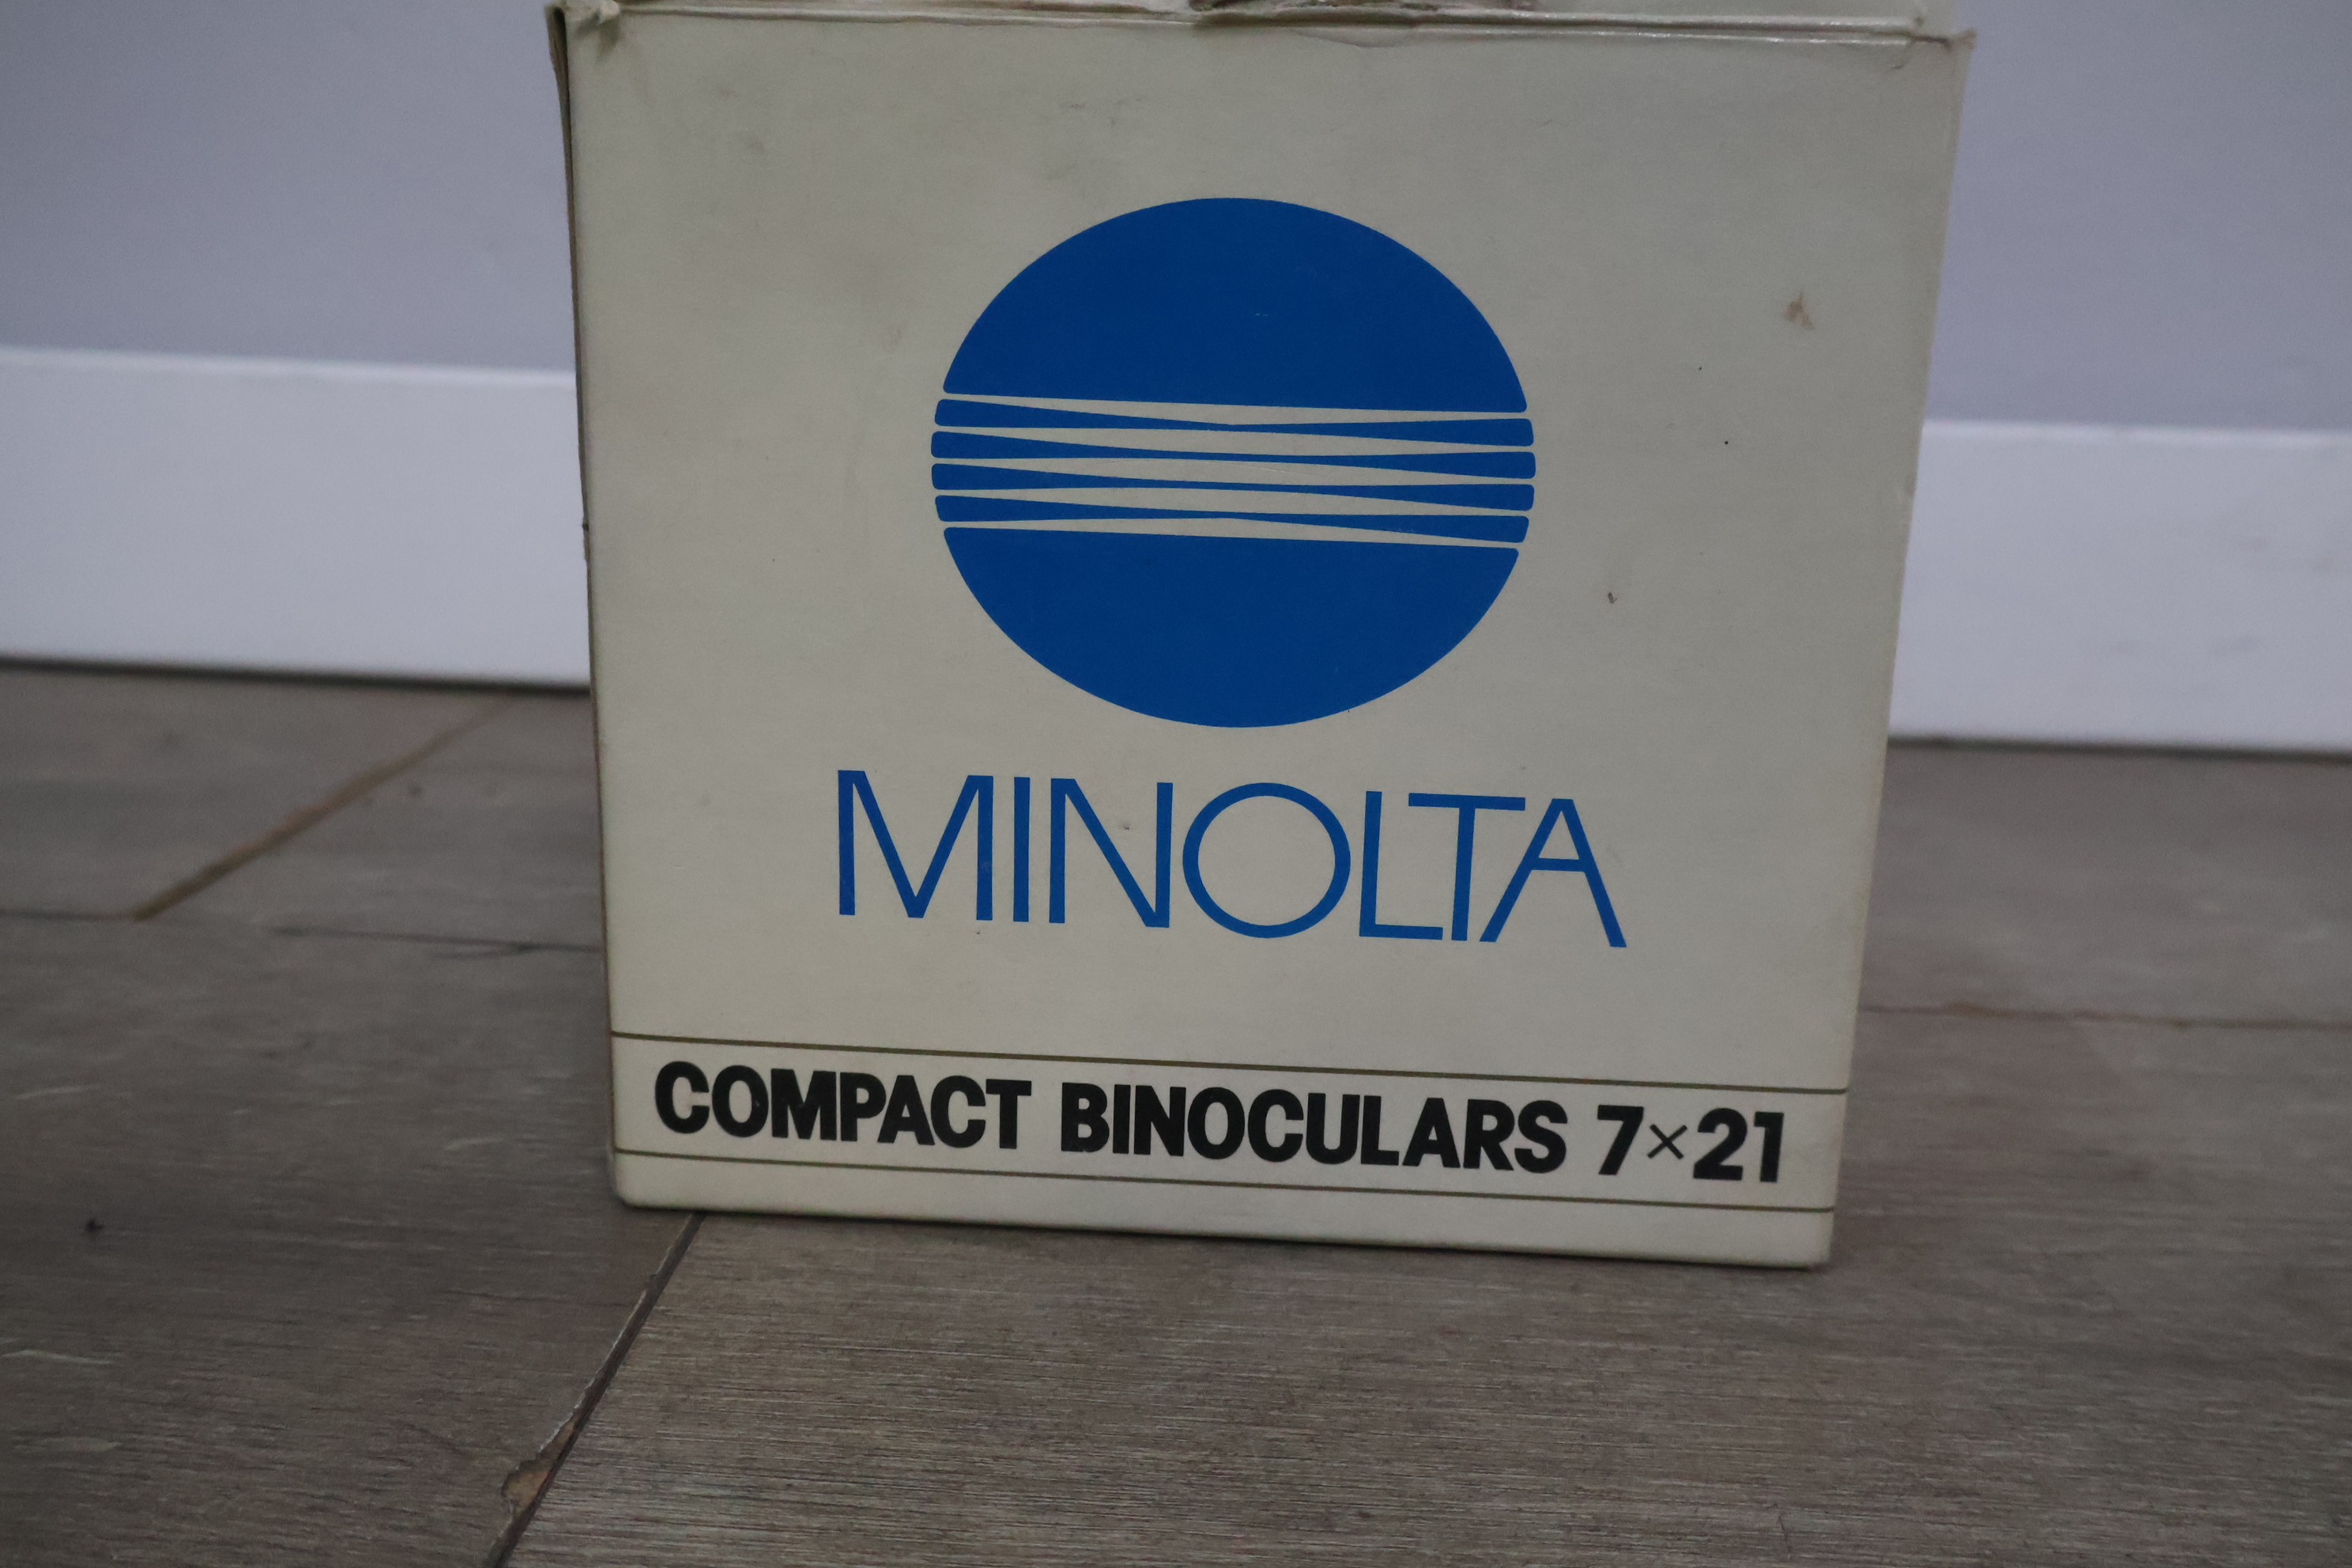 MINOLTA
COMPACT BINOCULARS 7×21